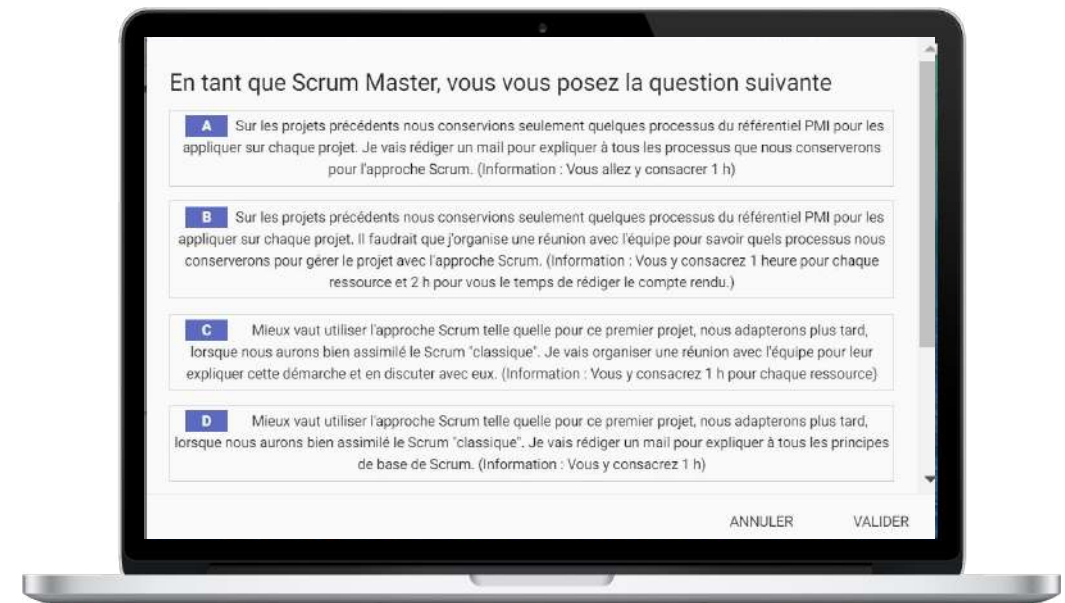 En tant que Scrum Master, vous vous posez la question suivante
A Sur les projets précédents nous conservions seulement quelques processus du référentiel PMI pour les
appliquer sur chaque projet. Je vais rédiger un mail pour expliquer à tous les processus que nous conserverons
pour l'approche Scrum. (Information : Vous allez y consacrer 1 h)
B Sur les projets précédents nous conservions seulement quelques processus du référentiel PMI pour les
appliquer sur chaque projet. Il faudrait que j'organise une réunion avec l'équipe pour savoir quels processus nous
conserverons pour gérer le projet avec l'approche Scrum. (Information : Vous y consacrez 1 heure pour chaque
ressource et 2 h pour vous le temps de rédiger le compte rendu.)
C Mieux vaut utiliser l'approche Scrum telle quelle pour ce premier projet, nous adapterons plus tard,
lorsque nous aurons bien assimilé le Scrum "classique". Je vais organiser une réunion avec l'équipe pour leur
expliquer cette démarche et en discuter avec eux. (Information : Vous y consacrez 1 h pour chaque ressource)
D Mieux vaut utiliser l'approche Scrum telle quelle pour ce premier projet, nous adapterons plus tard,
lorsque nous aurons bien assimilé le Scrum "classique". Je vais rédiger un mail pour expliquer à tous les principes
de base de Scrum. (Information : Vous y consacrez 1 h)
ANNULER VALIDER